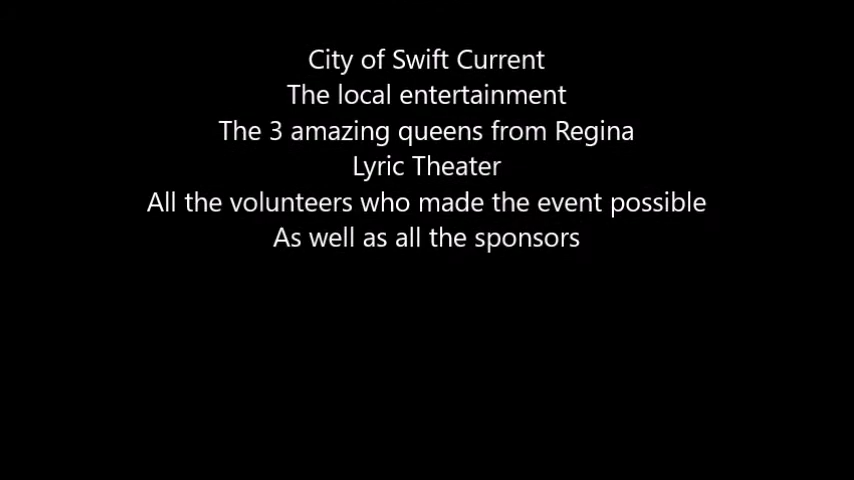 City of Swift Current
The local entertainment
The 3 amazing queens from Regina
Lyric Theater
All the volunteers who made the event possible
As well as all the sponsors